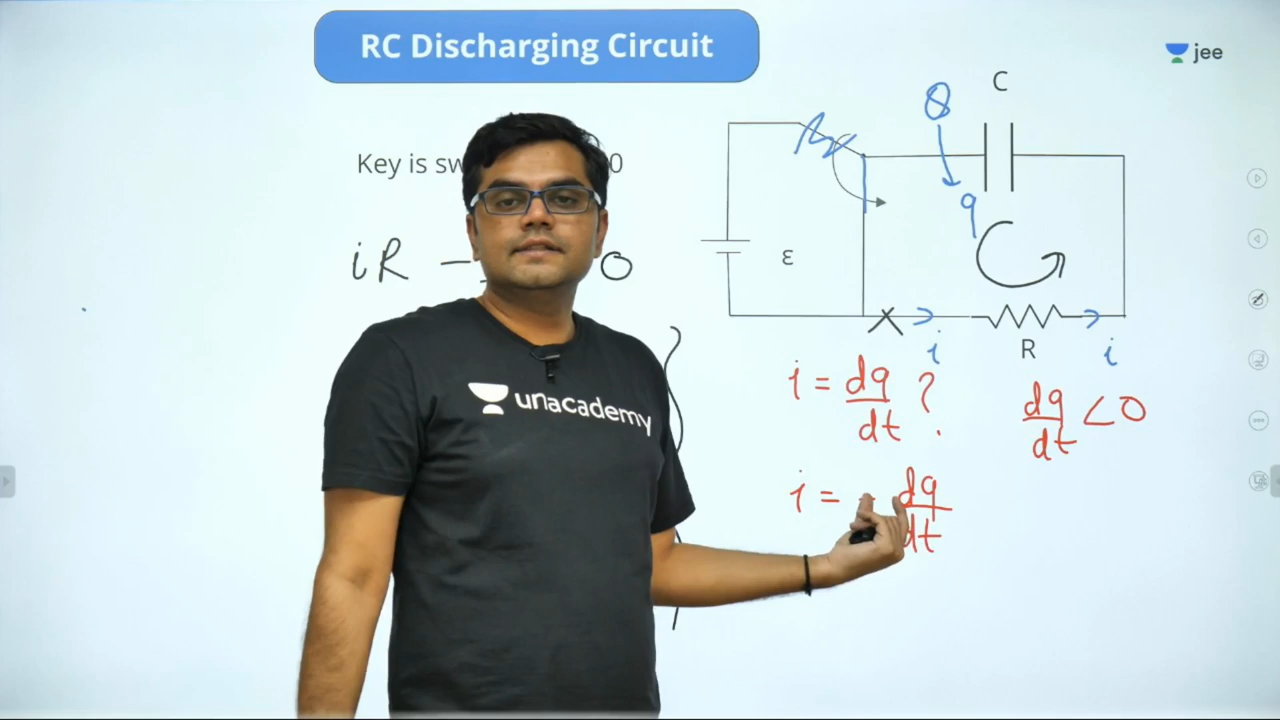 RC Discharging Circuit
jee
Key is sw 0
iR - 0
Q
q
C
ε
R
i
i
i = dq/dt ?
dq/dt < 0
i = - dq/dt
unacademy